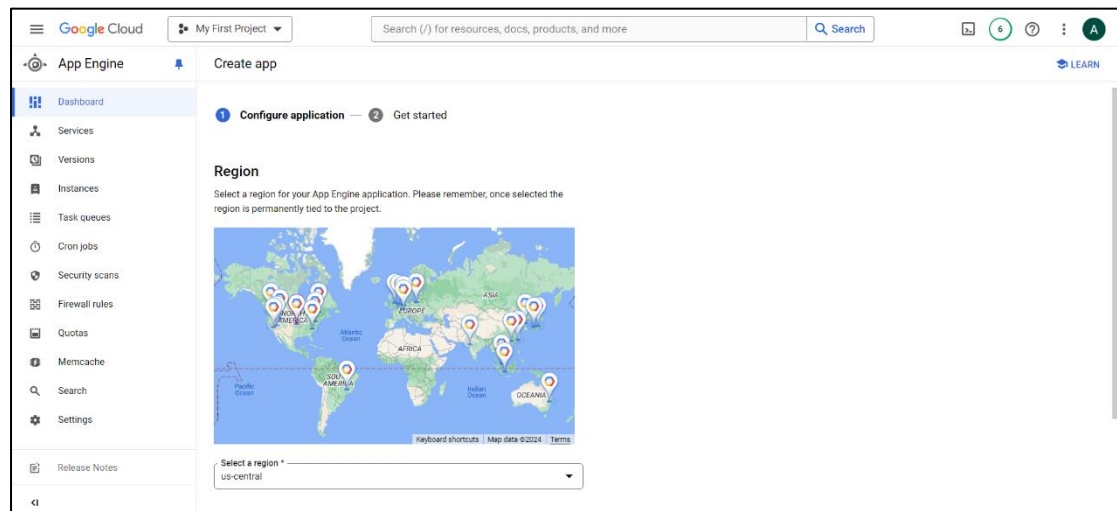 Google Cloud
My First Project
Search (/) for resources, docs, products, and more
Search
6
A
App Engine
Create app
LEARN
Dashboard
Services
Versions
Instances
Task queues
Cron jobs
Security scans
Firewall rules
Quotas
Memcache
Search
Settings
Release Notes
1 Configure application — 2 Get started
Region
Select a region for your App Engine application. Please remember, once selected the
region is permanently tied to the project.
NORTH
AMERICA
EUROPE
ASIA
Atlantic
Ocean
AFRICA
SOU
AMERICA
Pacific
Ocean
Indian
Ocean
OCEANIA
Keyboard shortcuts
Map data ©2024
Terms
Select a region *
us-central